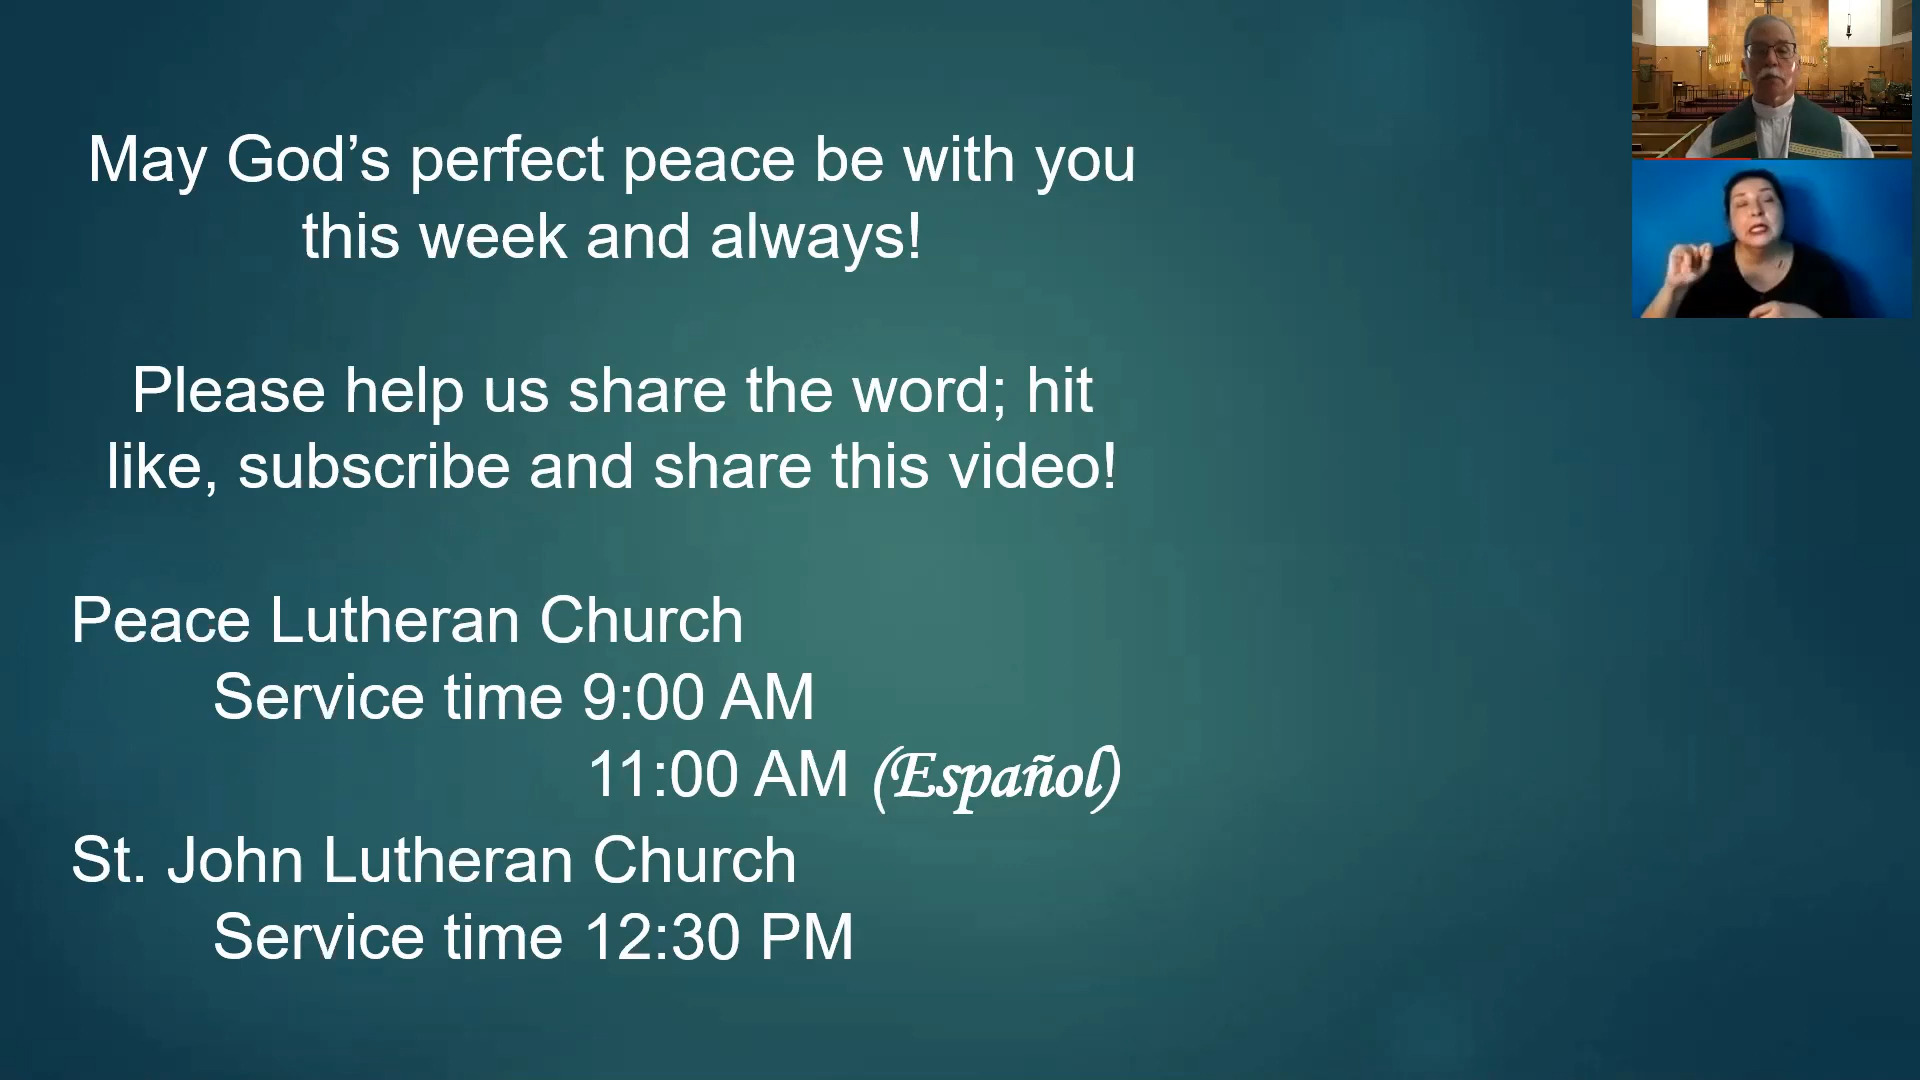 May God’s perfect peace be with you
this week and always!
Please help us share the word; hit
like, subscribe and share this video!
Peace Lutheran Church
Service time 9:00 AM
11:00 AM (Español)
St. John Lutheran Church
Service time 12:30 PM